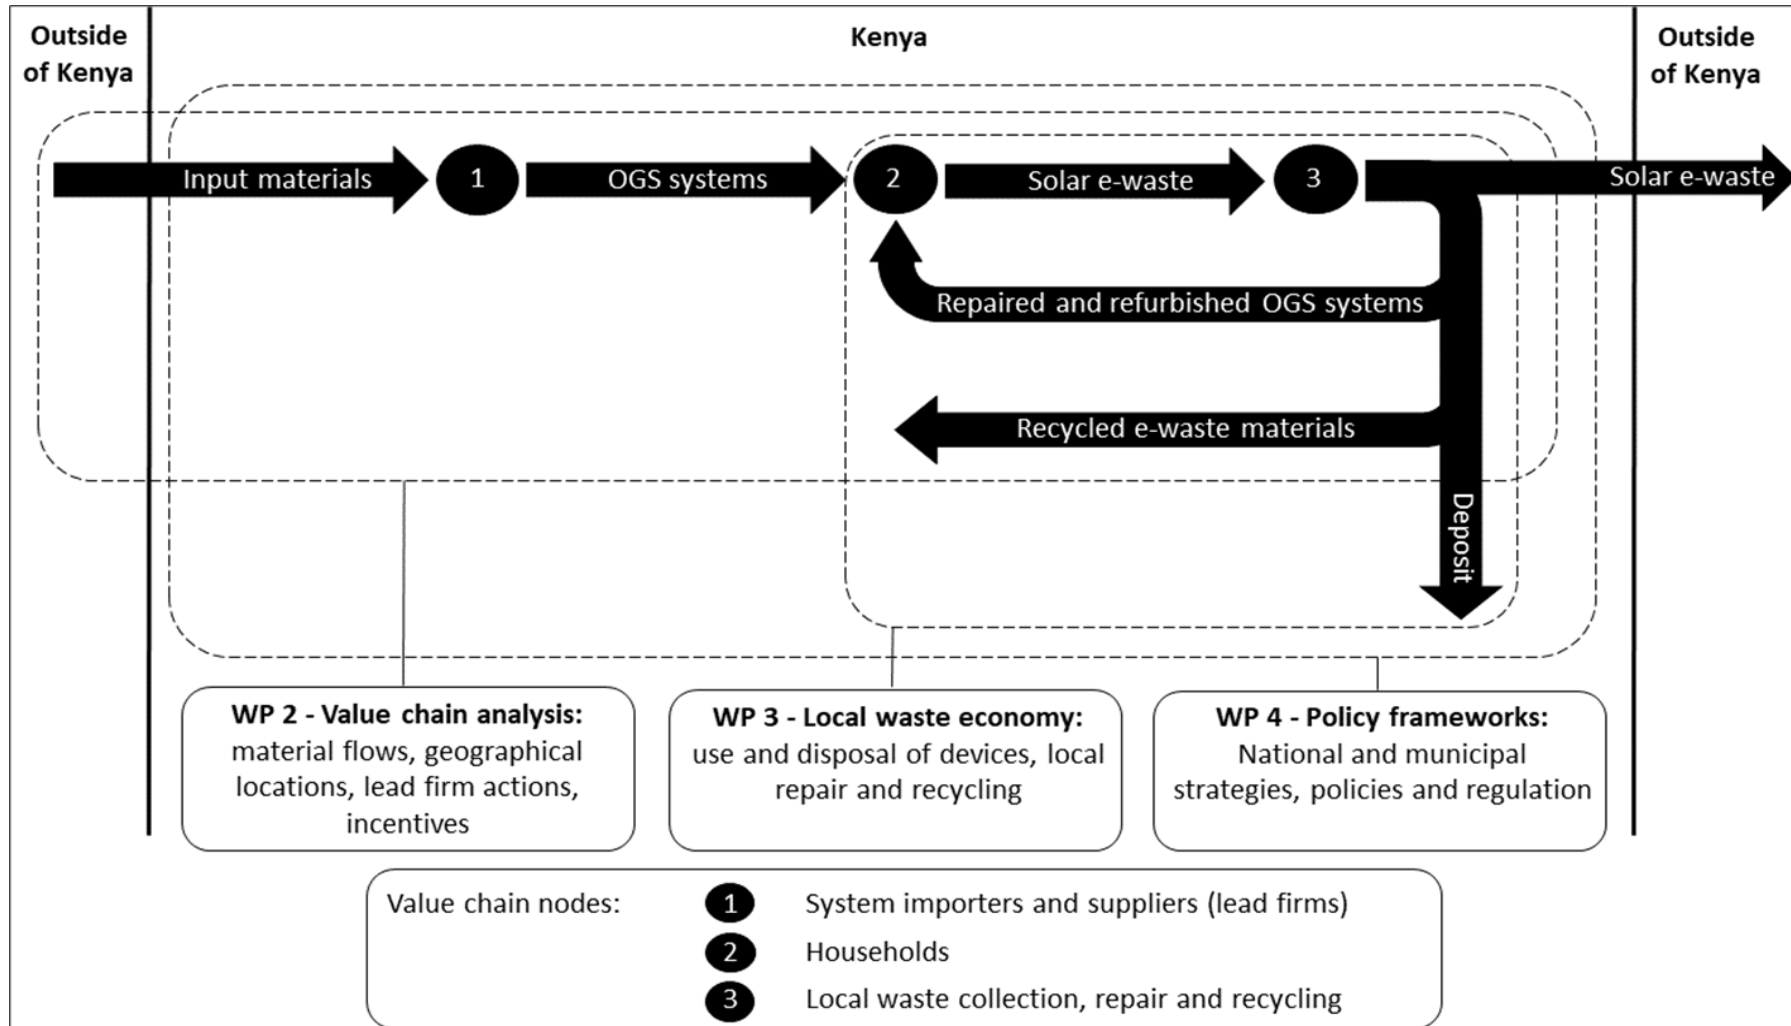 Outside
of Kenya
Kenya
Outside
of Kenya
Input materials
1
OGS systems
2
Solar e-waste
3
Solar e-waste
Repaired and refurbished OGS systems
Recycled e-waste materials
Deposit
WP 2 - Value chain analysis:
material flows, geographical
locations, lead firm actions,
incentives
WP 3 - Local waste economy:
use and disposal of devices, local
repair and recycling
WP 4 - Policy frameworks:
National and municipal
strategies, policies and regulation
Value chain nodes:
1 System importers and suppliers (lead firms)
2 Households
3 Local waste collection, repair and recycling